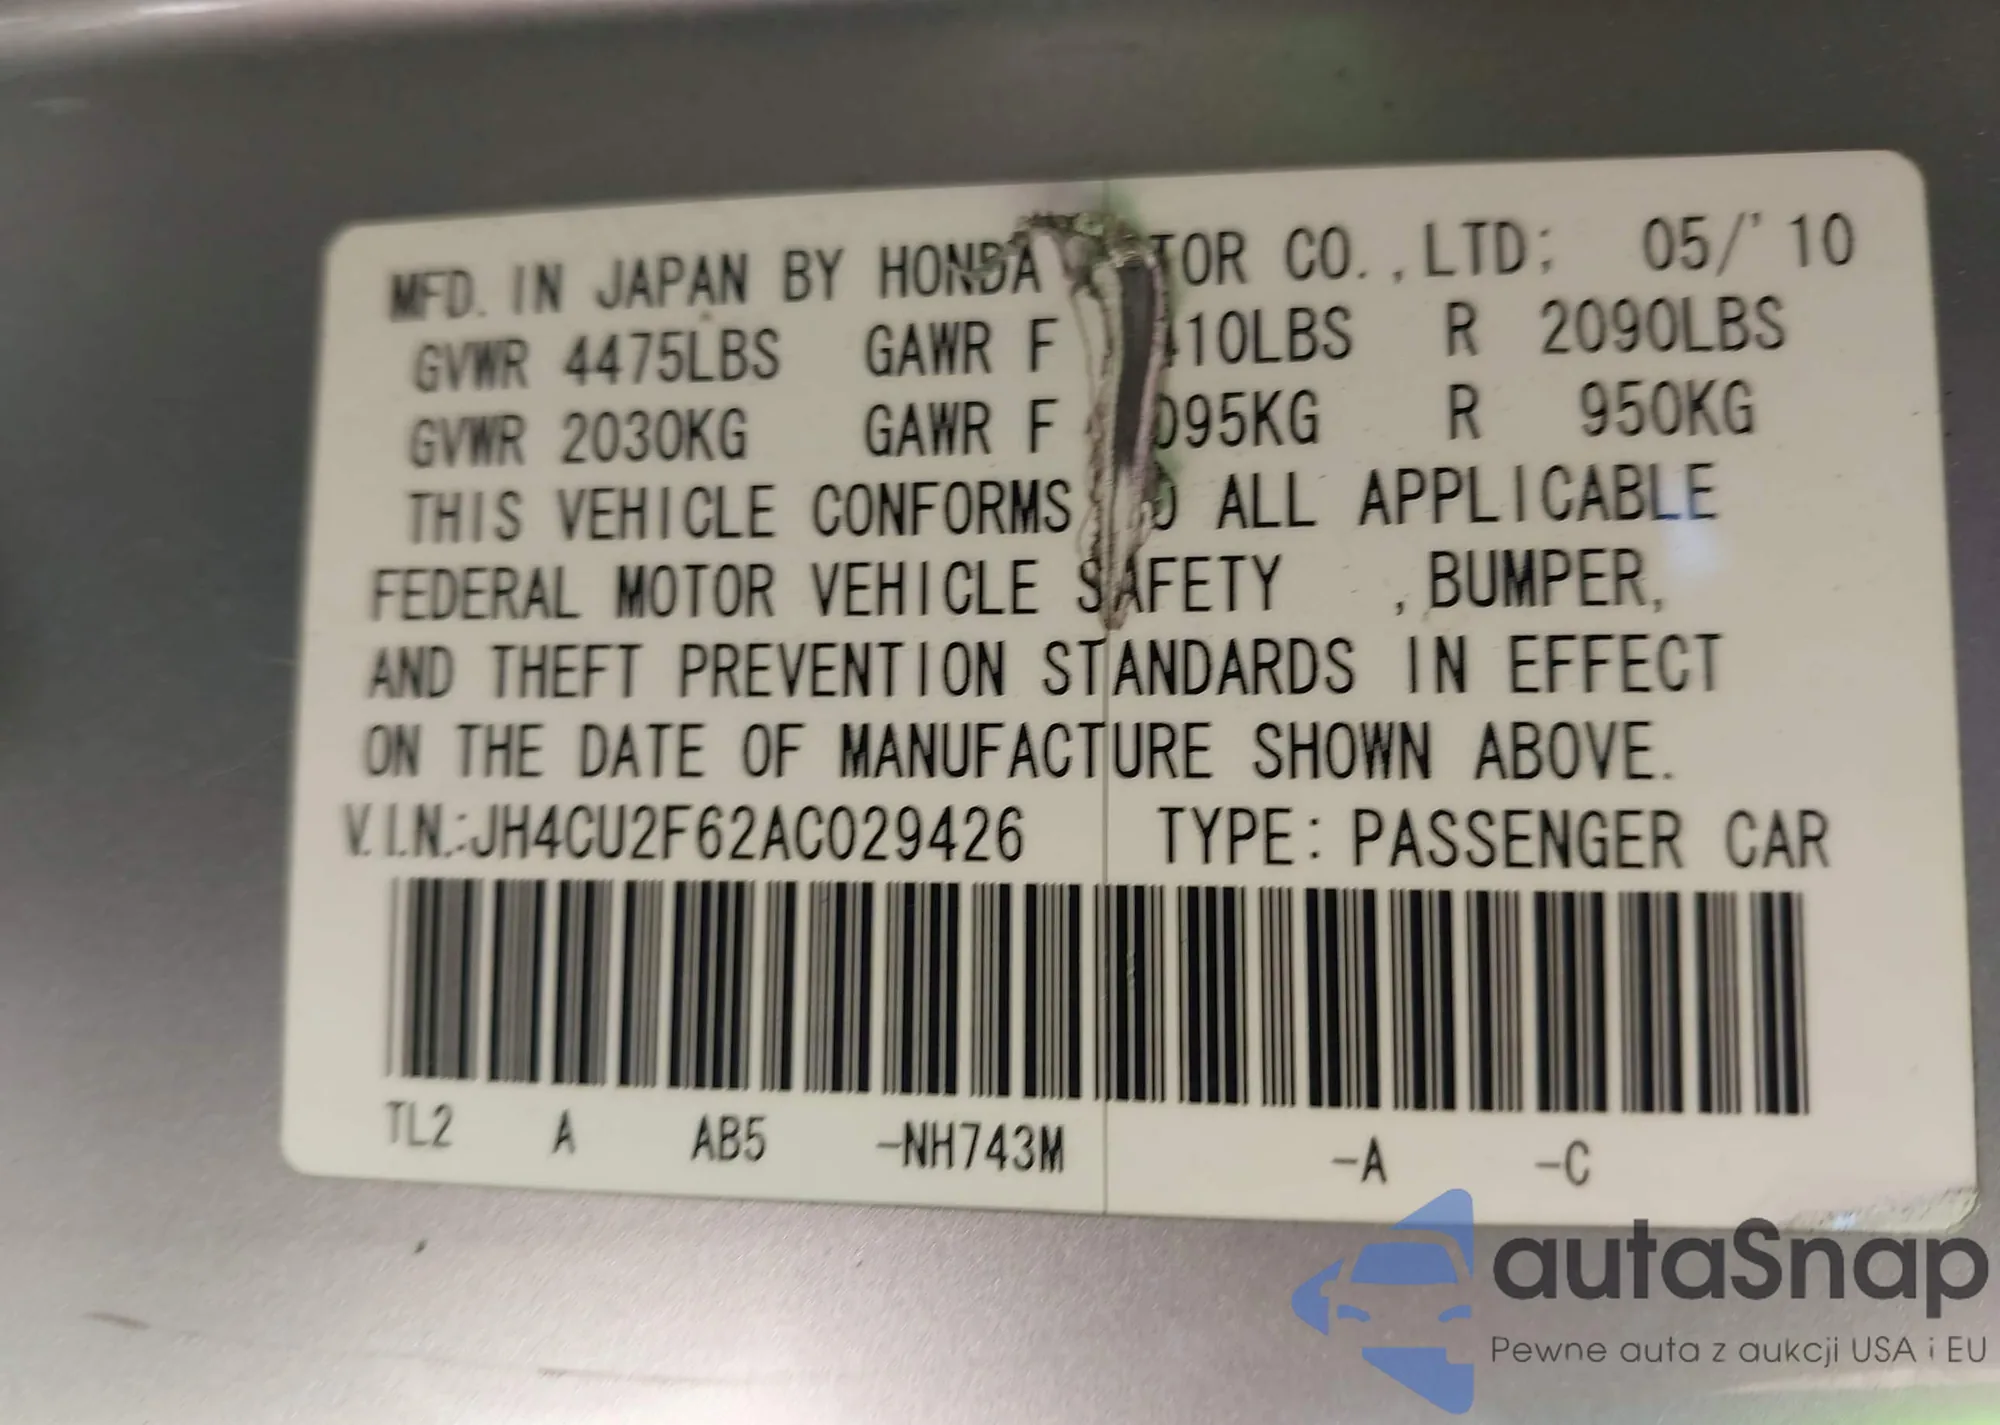 MFD. IN JAPAN BY HONDA TOR CO.,LTD; 05/'10
GVWR 4475LBS GAWR F 10LBS R 2090LBS
GVWR 2030KG GAWR F 095KG R 950KG
THIS VEHICLE CONFORMS ALL APPLICABLE
FEDERAL MOTOR VEHICLE SAFETY , BUMPER,
AND THEFT PREVENTION STANDARDS IN EFFECT
ON THE DATE OF MANUFACTURE SHOWN ABOVE.
V.I.N.:JH4CU2F62AC029426 TYPE: PASSENGER CAR
TL2 A AB5 -NH743M -A -C
autaSnap
Pewne auta z aukcji USA i EU